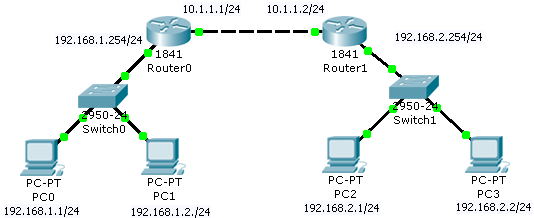 10.1.1.1/24
10.1.1.2/24
192.168.1.254/24
1841
Router0
1841
Router1
192.168.2.254/24
2950-24
Switch0
2950-24
Switch1
PC-PT
PC0
192.168.1.1/24
PC-PT
PC1
192.168.1.2./24
PC-PT
PC2
192.168.2.1/24
PC-PT
PC3
192.168.2.2/24